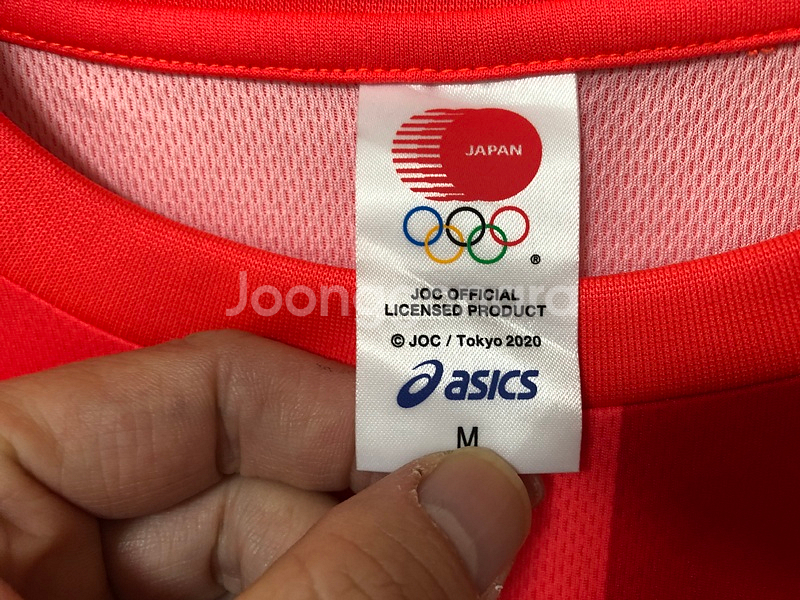 JAPAN
®
JOC OFFICIAL
LICENSED PRODUCT
© JOC / Tokyo 2020
asics
M